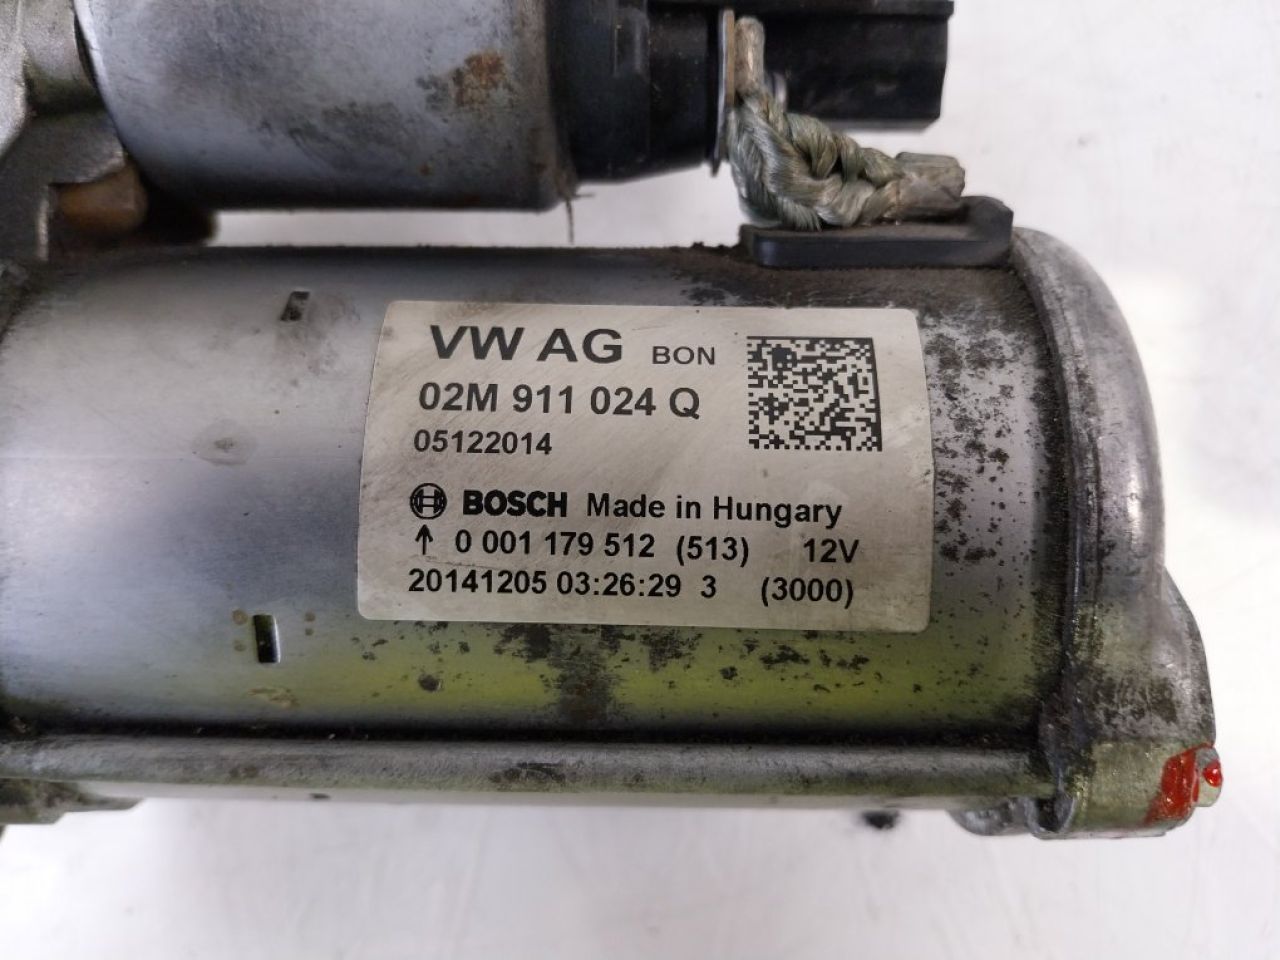 VW AG BON
02M 911 024 Q
05122014
BOSCH Made in Hungary
↑ 0 001 179 512 (513) 12V
20141205 03:26:29 3 (3000)